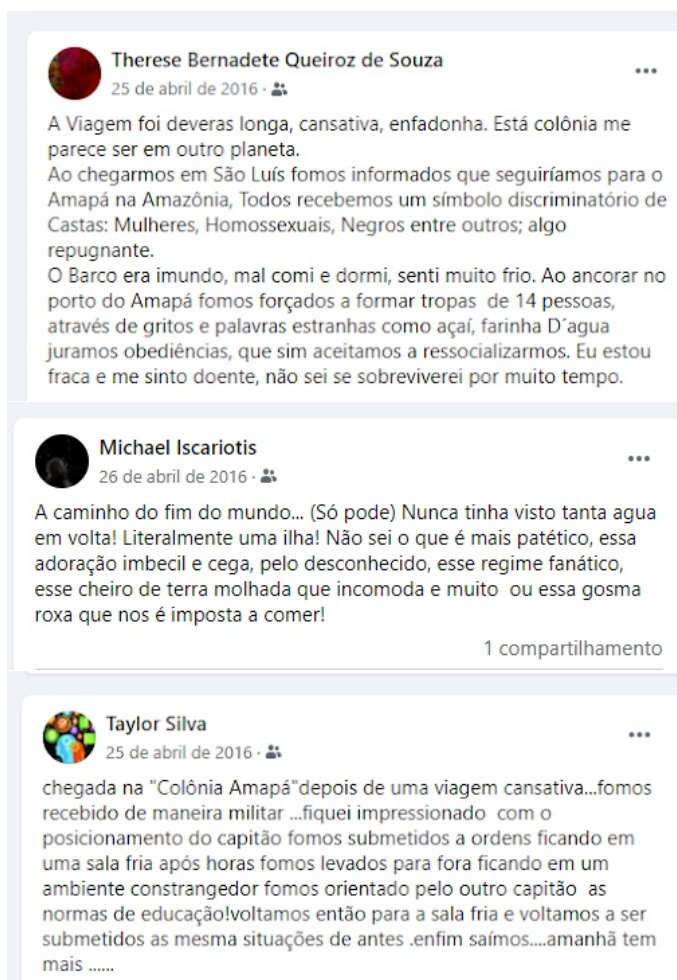 Therese Bernadete Queiroz de Souza
25 de abril de 2016 ·
A Viagem foi deveras longa, cansativa, enfadonha. Está colônia me
parece ser em outro planeta.
Ao chegarmos em São Luís fomos informados que seguiríamos para o
Amapá na Amazônia, Todos recebemos um símbolo discriminatório de
Castas: Mulheres, Homossexuais, Negros entre outros; algo
repugnante.
O Barco era imundo, mal comi e dormi, senti muito frio. Ao ancorar no
porto do Amapá fomos forçados a formar tropas de 14 pessoas,
através de gritos e palavras estranhas como açaí, farinha D´agua
juramos obediências, que sim aceitamos a ressocializarmos. Eu estou
fraca e me sinto doente, não sei se sobreviverei por muito tempo.
Michael Iscariotis
26 de abril de 2016 ·
A caminho do fim do mundo... (Só pode) Nunca tinha visto tanta agua
em volta! Literalmente uma ilha! Não sei o que é mais patético, essa
adoração imbecil e cega, pelo desconhecido, esse regime fanático,
esse cheiro de terra molhada que incomoda e muito ou essa gosma
roxa que nos é imposta a comer!
1 compartilhamento
Taylor Silva
25 de abril de 2016 ·
chegada na "Colônia Amapá"depois de uma viagem cansativa...fomos
recebido de maneira militar ...fiquei impressionado com o
posicionamento do capitão fomos submetidos a ordens ficando em
uma sala fria após horas fomos levados para fora ficando em um
ambiente constrangedor fomos orientado pelo outro capitão as
normas de educação!voltamos então para a sala fria e voltamos a ser
submetidos as mesma situações de antes .enfim saímos....amanhã tem
mais ......